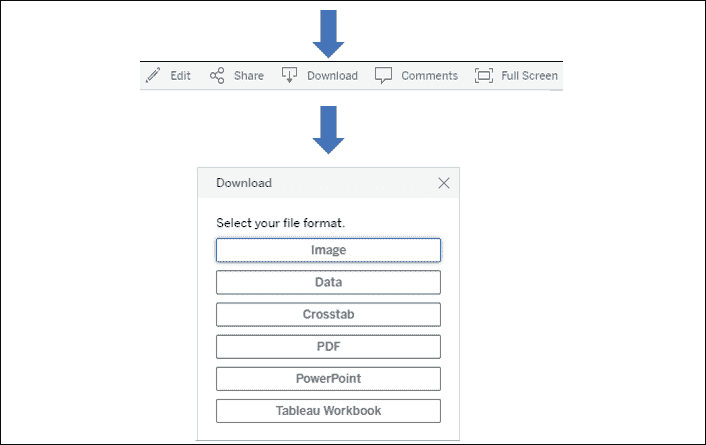 Edit Share Download Comments Full Screen
Download
Select your file format.
Image
Data
Crosstab
PDF
PowerPoint
Tableau Workbook